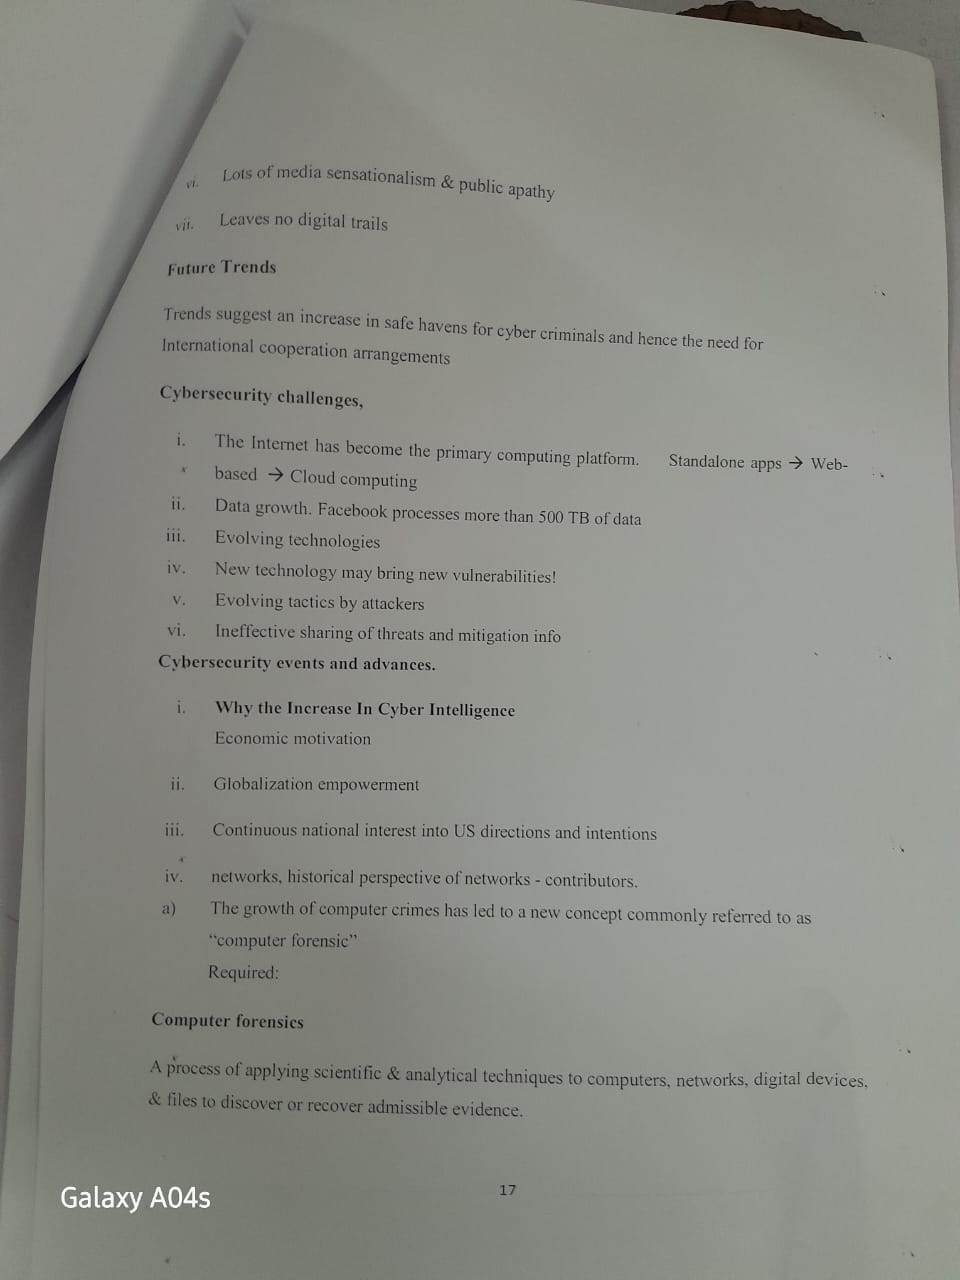 vi. Lots of media sensationalism & public apathy
vii. Leaves no digital trails
Future Trends
Trends suggest an increase in safe havens for cyber criminals and hence the need for
International cooperation arrangements
Cybersecurity challenges,
i. The Internet has become the primary computing platform. Standalone apps → Web-
based → Cloud computing
ii. Data growth. Facebook processes more than 500 TB of data
iii. Evolving technologies
iv. New technology may bring new vulnerabilities!
v. Evolving tactics by attackers
vi. Ineffective sharing of threats and mitigation info
Cybersecurity events and advances.
i. Why the Increase In Cyber Intelligence
Economic motivation
ii. Globalization empowerment
iii. Continuous national interest into US directions and intentions
iv. networks, historical perspective of networks - contributors.
a) The growth of computer crimes has led to a new concept commonly referred to as
“computer forensic”
Required:
Computer forensics
A process of applying scientific & analytical techniques to computers, networks, digital devices,
& files to discover or recover admissible evidence.
17
Galaxy A04s